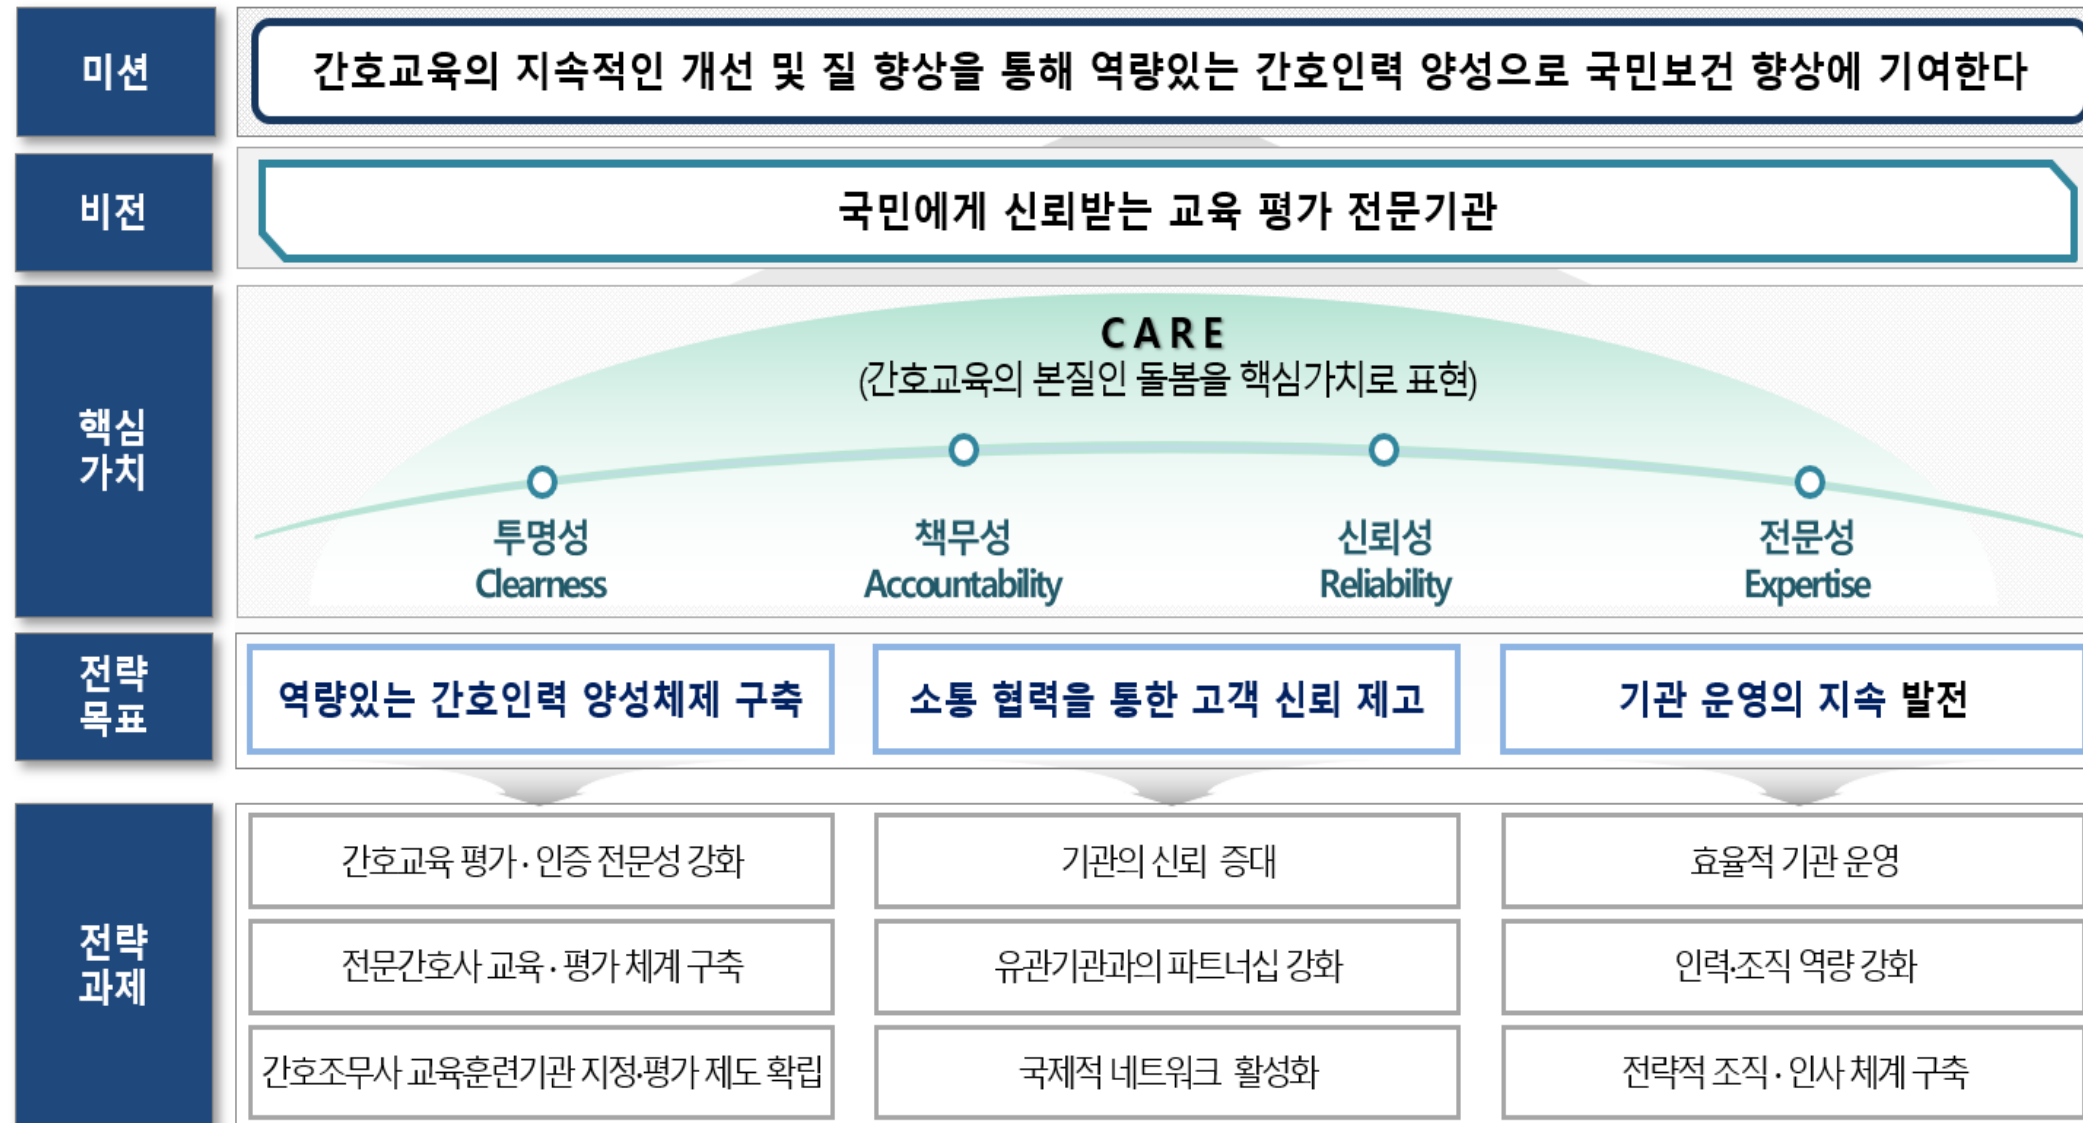 미션
간호교육의 지속적인 개선 및 질 향상을 통해 역량있는 간호인력 양성으로 국민보건 향상에 기여한다
비전
국민에게 신뢰받는 교육 평가 전문기관
핵심
가치
CARE
(간호교육의 본질인 돌봄을 핵심가치로 표현)
투명성
Clearness
책무성
Accountability
신뢰성
Reliability
전문성
Expertise
전략
목표
역량있는 간호인력 양성체제 구축
소통 협력을 통한 고객 신뢰 제고
기관 운영의 지속 발전
전략
과제
간호교육 평가·인증 전문성 강화
기관의 신뢰 증대
효율적 기관 운영
전문간호사 교육·평가 체계 구축
유관기관과의 파트너십 강화
인력·조직 역량 강화
간호조무사 교육훈련기관 지정·평가 제도 확립
국제적 네트워크 활성화
전략적 조직·인사 체계 구축